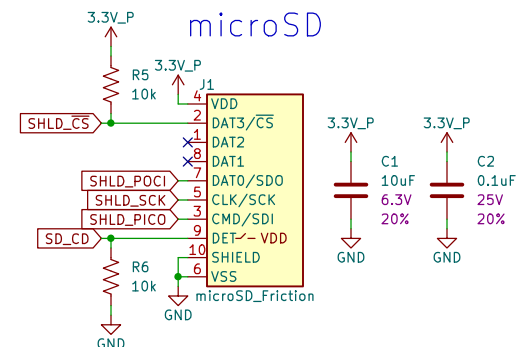 microSD
3.3V_P
3.3V_P
R5
10k
J1
4 VDD
SHLD_CS 2 DAT3/CS
1 DAT2
8 DAT1
SHLD_POCI 7 DAT0/SDO
SHLD_SCK 5 CLK/SCK
SHLD_PICO 3 CMD/SDI
SD_CD 9 DET VDD
10 SHIELD
6 VSS
R6
10k
microSD_Friction
GND
GND
3.3V_P
C1
10uF
6.3V
20%
GND
3.3V_P
C2
0.1uF
25V
20%
GND